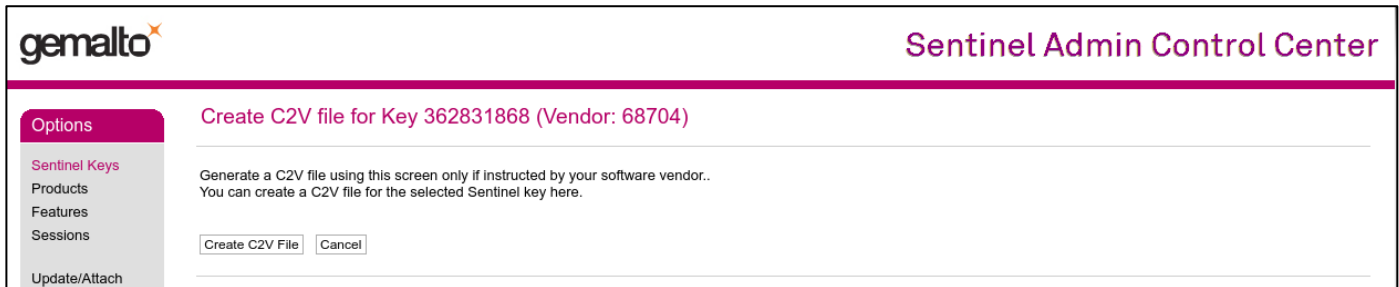 gemalto
Sentinel Admin Control Center
Options
Sentinel Keys
Products
Features
Sessions
Update/Attach
Create C2V file for Key 362831868 (Vendor: 68704)
Generate a C2V file using this screen only if instructed by your software vendor..
You can create a C2V file for the selected Sentinel key here.
Create C2V File Cancel